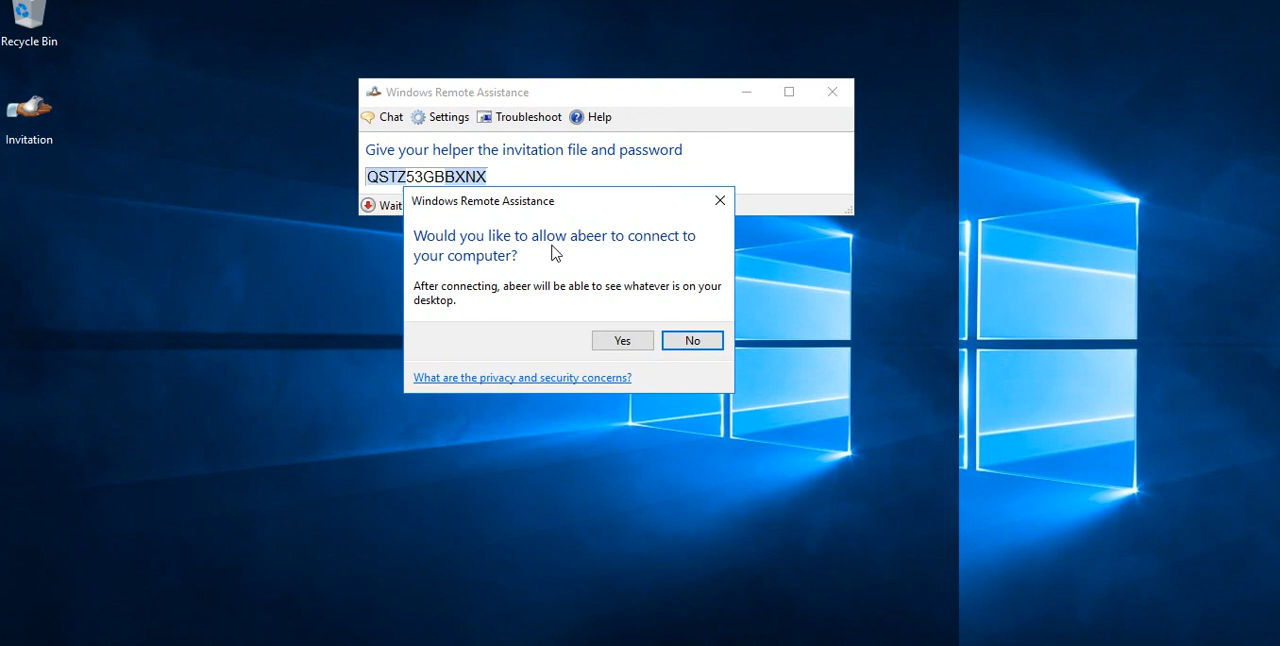 Recycle Bin
Invitation
Windows Remote Assistance
Chat Settings Troubleshoot Help
Give your helper the invitation file and password
QSTZ53GBBXNX
Wait
Windows Remote Assistance
Would you like to allow abeer to connect to
your computer?
After connecting, abeer will be able to see whatever is on your
desktop.
Yes No
What are the privacy and security concerns?